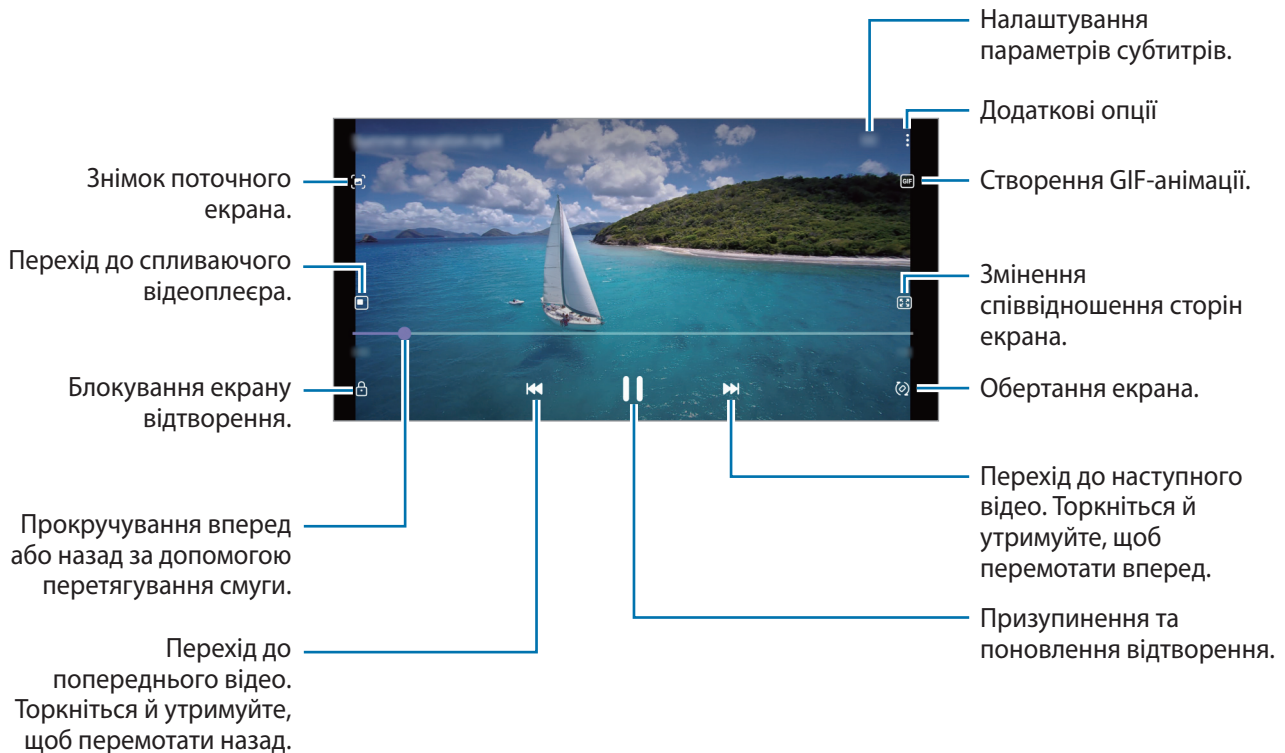 Налаштування
параметрів субтитрів.
Додаткові опції
Знімок поточного
екрана.
Створення GIF-анімації.
GIF
Перехід до спливаючого
відеоплеєра.
Змінення
співвідношення сторін
екрана.
Блокування екрану
відтворення.
Обертання екрана.
Прокручування вперед
або назад за допомогою
перетягування смуги.
Перехід до наступного
відео. Торкніться й
утримуйте, щоб
перемотати вперед.
Перехід до
попереднього відео.
Торкніться й утримуйте,
щоб перемотати назад.
Призупинення та
поновлення відтворення.